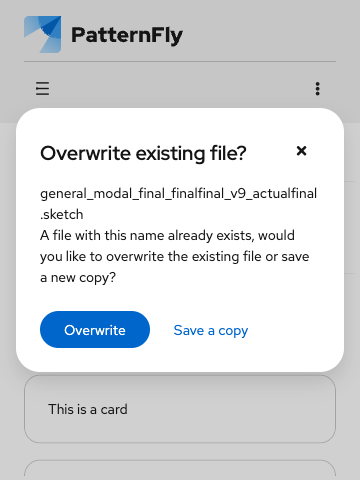 PatternFly
Overwrite existing file?
general_modal_final_finalfinal_v9_actualfinal
.sketch
A file with this name already exists, would
you like to overwrite the existing file or save
a new copy?
Overwrite
Save a copy
This is a card